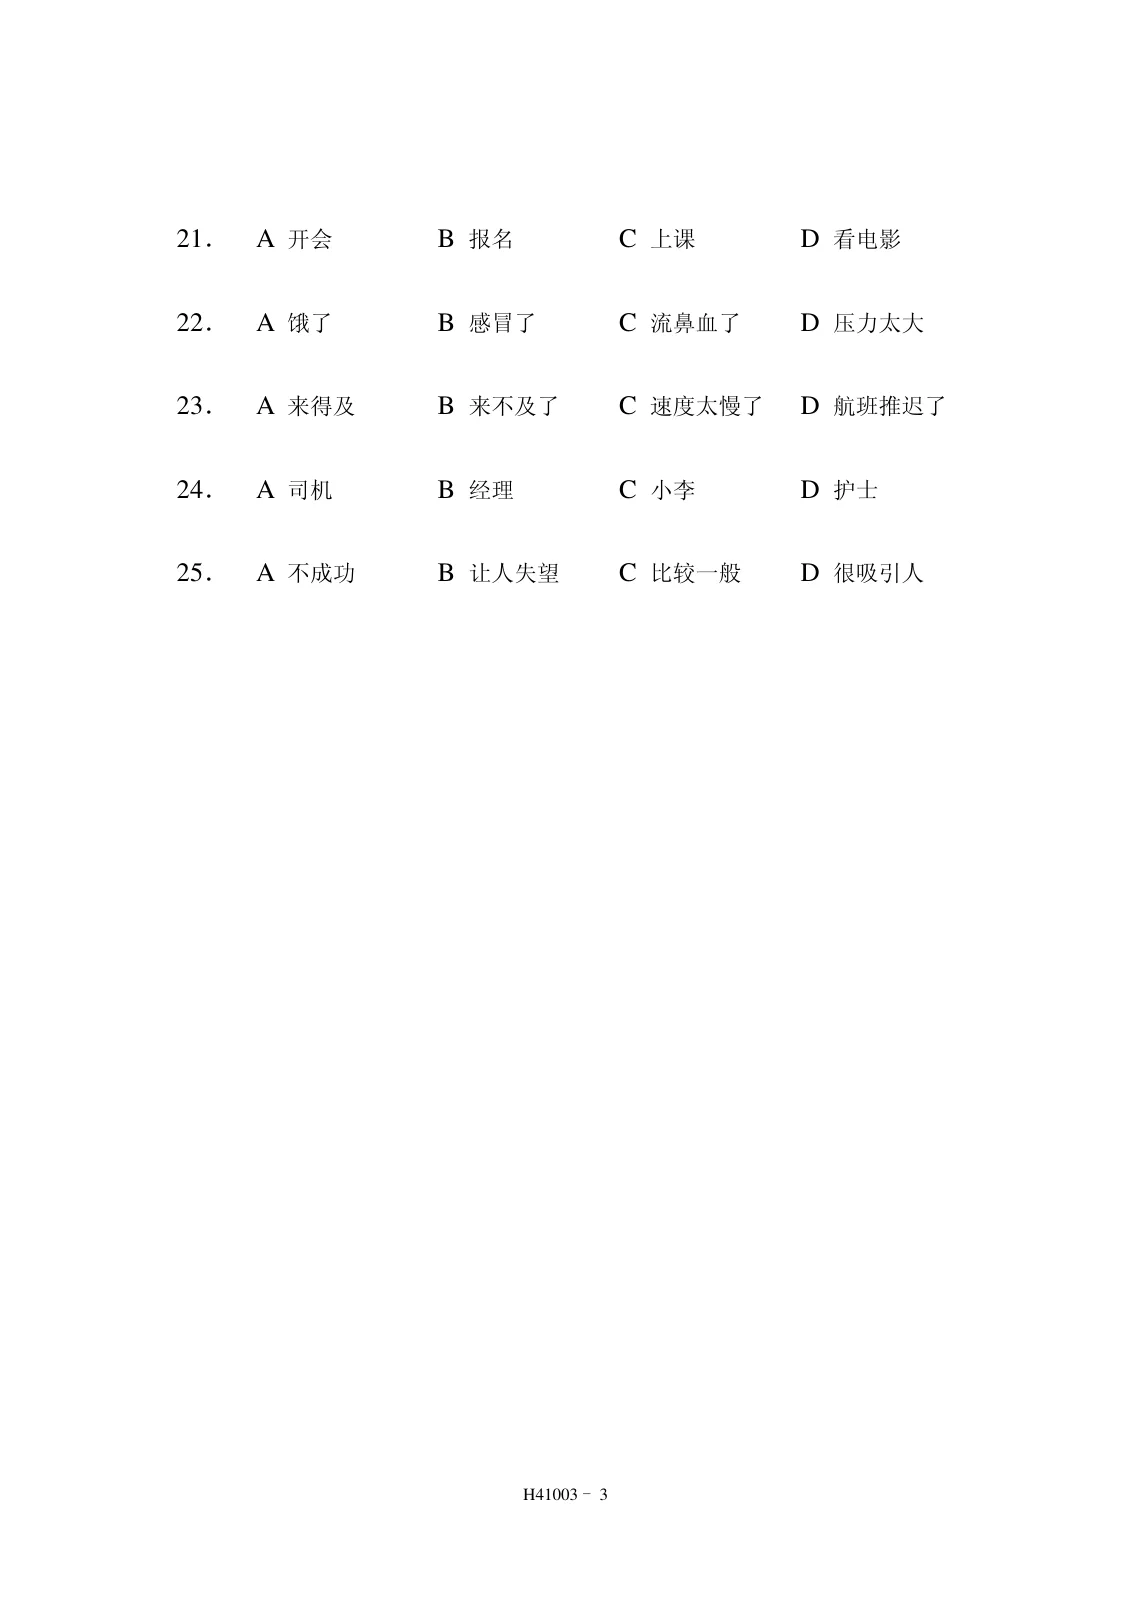 21． A 开会 B 报名 C 上课 D 看电影
22． A 饿了 B 感冒了 C 流鼻血了 D 压力太大
23． A 来得及 B 来不及了 C 速度太慢了 D 航班推迟了
24． A 司机 B 经理 C 小李 D 护士
25． A 不成功 B 让人失望 C 比较一般 D 很吸引人
H41003﹣ 3